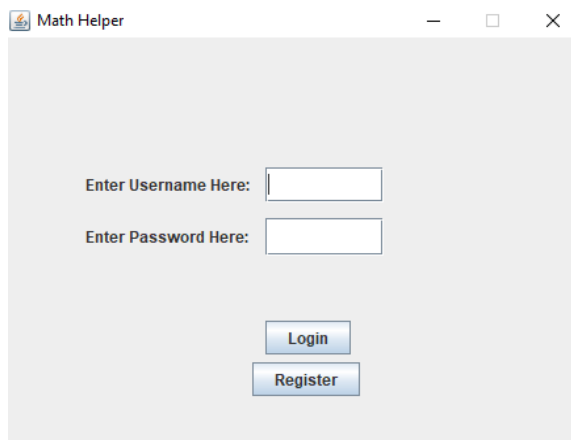 Math Helper
Enter Username Here:
Enter Password Here:
Login
Register